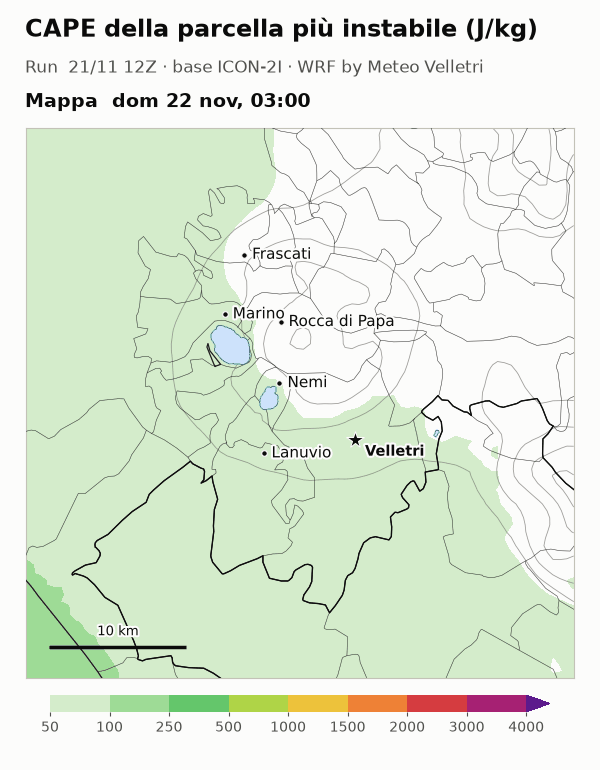 CAPE della parcella più instabile (J/kg)
Run  21/11 12Z · base ICON-2I · WRF by Meteo Velletri
Mappa  dom 22 nov, 03:00
Frascati
Marino
Rocca di Papa
Nemi
Velletri
Lanuvio
10 km
50 100 250 500 1000 1500 2000 3000 4000